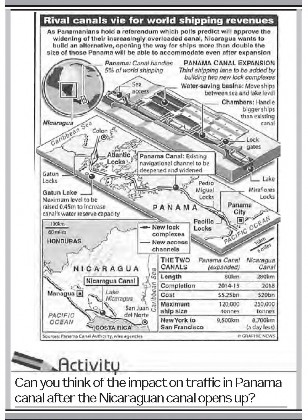 Rival canals vie for world shipping revenues
As Panamanians hold a referendum which polls predict will approve the
widening of their increasingly overloaded canal, Nicaragua wants to
build an alternative, opening the way for ships more than double the
size of those Panama will be able to accommodate even after expansion
Panama: Canal handles
5% of world shipping
PANAMA CANAL EXPANSION
Third shipping lane to be added by
building two new lock complexes
Sea
access
Water-saving basins: Move ships
between sea and lake level
Chambers: Handle
bigger ships
than existing
canal
Nicaragua
Caribbean Sea
Colon
Lock
gates
Atlantic
Locks
Panama Canal: Existing
navigational channel to be
deepened and widened
Gatun
Locks
Lake
Miraflores
Locks
Pedro
Miguel
Locks
Gatun Lake
Maximum level to be
raised 0.45m to increase
canal's water reserve capacity
PANAMA
Panama
City
Pacific
Locks
PACIFIC OCEAN
New lock
complexes
New access
channels
100km
60 miles
HONDURAS
NICARAGUA
Nicaragua Canal
Managua
Lake
Nicaragua
San Juan
del Norte
PACIFIC
OCEAN
COSTA RICA
THE TWO
CANALS
Panama Canal
(expanded)
Nicaragua
Canal
Length 80km 280km
Completion 2014-15 2018
Cost $5.25bn $20bn
Maximum
ship size
120,000
tonnes
250,000
tonnes
New York to
San Francisco
9,500km
8,700km
(a day less)
Sources: Panama Canal Authority, wire agencies
© GRAPHIC NEWS
Activity
Can you think of the impact on traffic in Panama
canal after the Nicaraguan canal opens up?